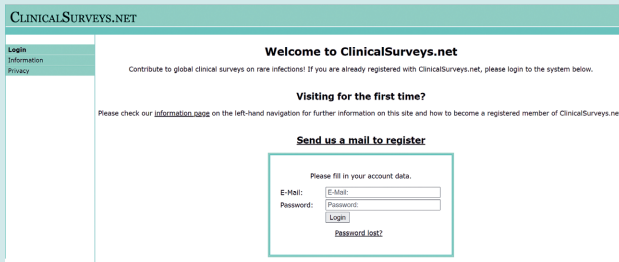 ClinicalSurveys.net
Login
Information
Privacy
Welcome to ClinicalSurveys.net
Contribute to global clinical surveys on rare infections! If you are already registered with ClinicalSurveys.net, please login to the system below.
Visiting for the first time?
Please check our information page on the left-hand navigation for further information on this site and how to become a registered member of ClinicalSurveys.ne
Send us a mail to register
Please fill in your account data.
E-Mail: E-Mail:
Password: Password:
Login
Password lost?